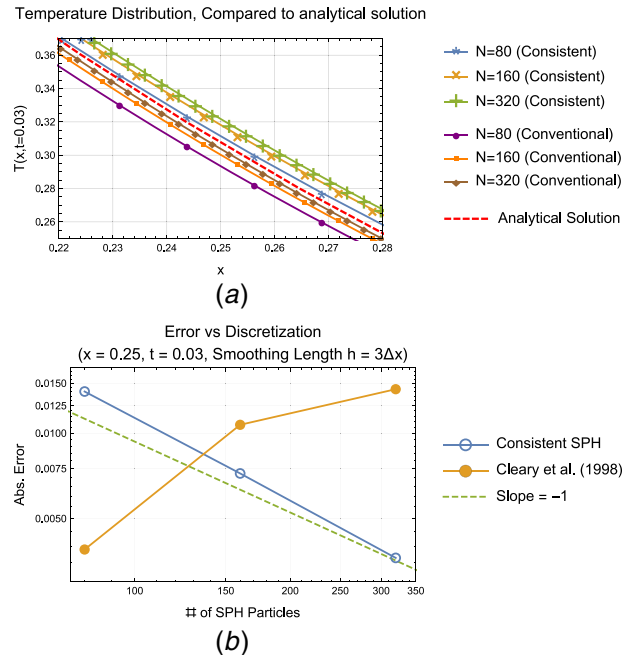 Temperature Distribution, Compared to analytical solution
T(x,t=0.03)
0.36
0.34
0.32
0.30
0.28
0.26
0.22
0.23
0.24
0.25
0.26
0.27
0.28
x
N=80 (Consistent)
N=160 (Consistent)
N=320 (Consistent)
N=80 (Conventional)
N=160 (Conventional)
N=320 (Conventional)
Analytical Solution
(a)
Error vs Discretization
(x = 0.25, t = 0.03, Smoothing Length h = 3Δx)
Abs. Error
0.0150
0.0125
0.0100
0.0075
0.0050
100
150
200
250
300
350
# of SPH Particles
Consistent SPH
Cleary et al. (1998)
Slope = −1
(b)